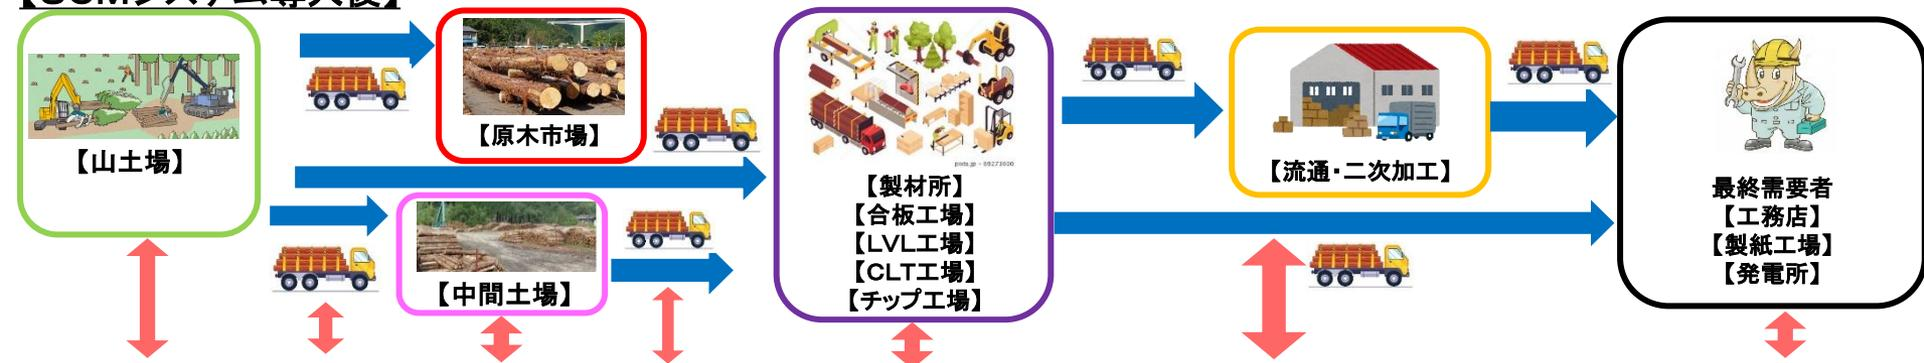 【SCMシステム導入後】
【山土場】
【原木市場】
【中間土場】
【製材所】
【合板工場】
【LVL工場】
【CLT工場】
【チップ工場】
【流通・二次加工】
最終需要者
【工務店】
【製紙工場】
【発電所】